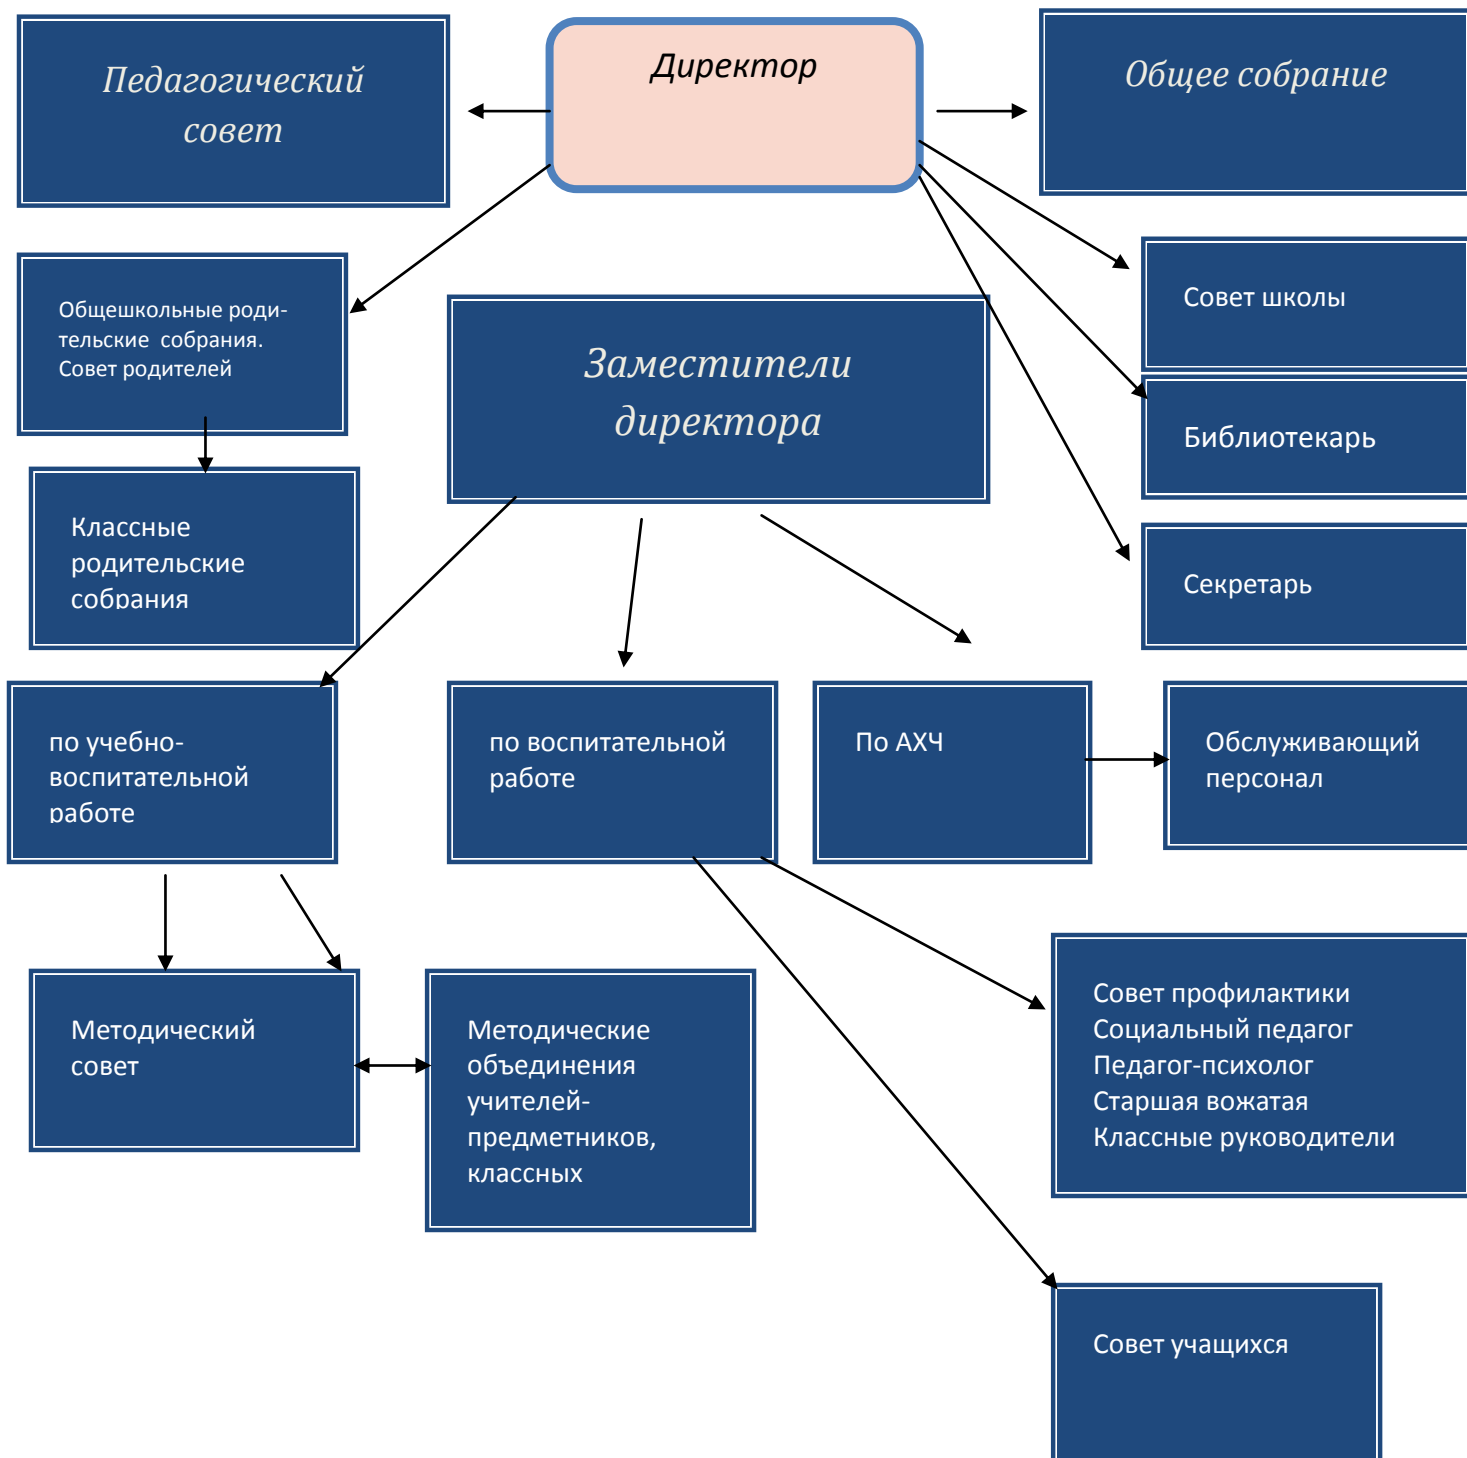 Педагогический
совет
Директор
Общее собрание
Общешкольные роди-
тельские собрания.
Совет родителей
Заместители
директора
Совет школы
Библиотекарь
Классные
родительские
собрания
Секретарь
по учебно-
воспитательной
работе
по воспитательной
работе
По АХЧ
Обслуживающий
персонал
Методический
совет
Методические
объединения
учителей-
предметников,
классных
Совет профилактики
Социальный педагог
Педагог-психолог
Старшая вожатая
Классные руководители
Совет учащихся